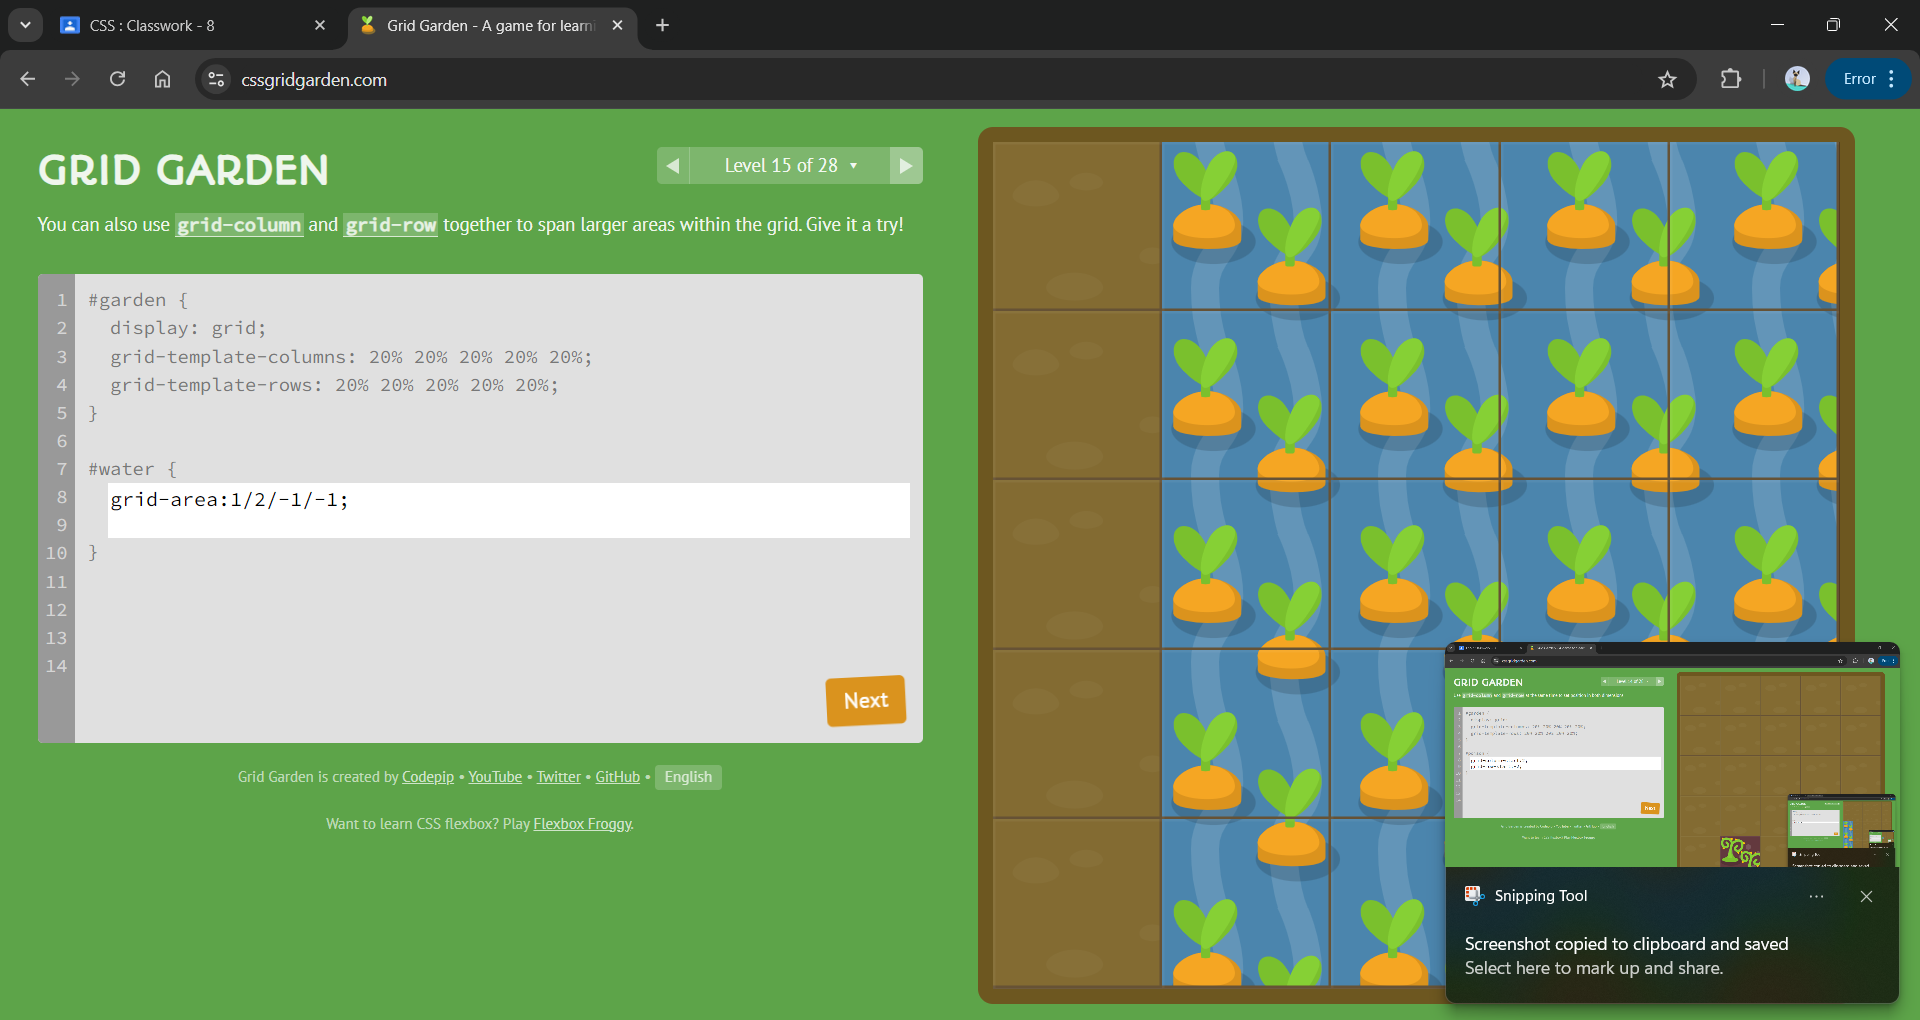 CSS : Classwork - 8
Grid Garden - A game for learni
cssgridgarden.com
Error
GRID GARDEN
Level 15 of 28
You can also use grid-column and grid-row together to span larger areas within the grid. Give it a try!
1 #garden {
2 display: grid;
3 grid-template-columns: 20% 20% 20% 20% 20%;
4 grid-template-rows: 20% 20% 20% 20% 20%;
5 }
6
7 #water {
8 grid-area:1/2/-1/-1;
9
10 }
11
12
13
14
Next
Grid Garden is created by Codepip • YouTube • Twitter • GitHub • English
Want to learn CSS flexbox? Play Flexbox Froggy.
GRID GARDEN
Next
Snipping Tool
Screenshot copied to clipboard and saved
Select here to mark up and share.